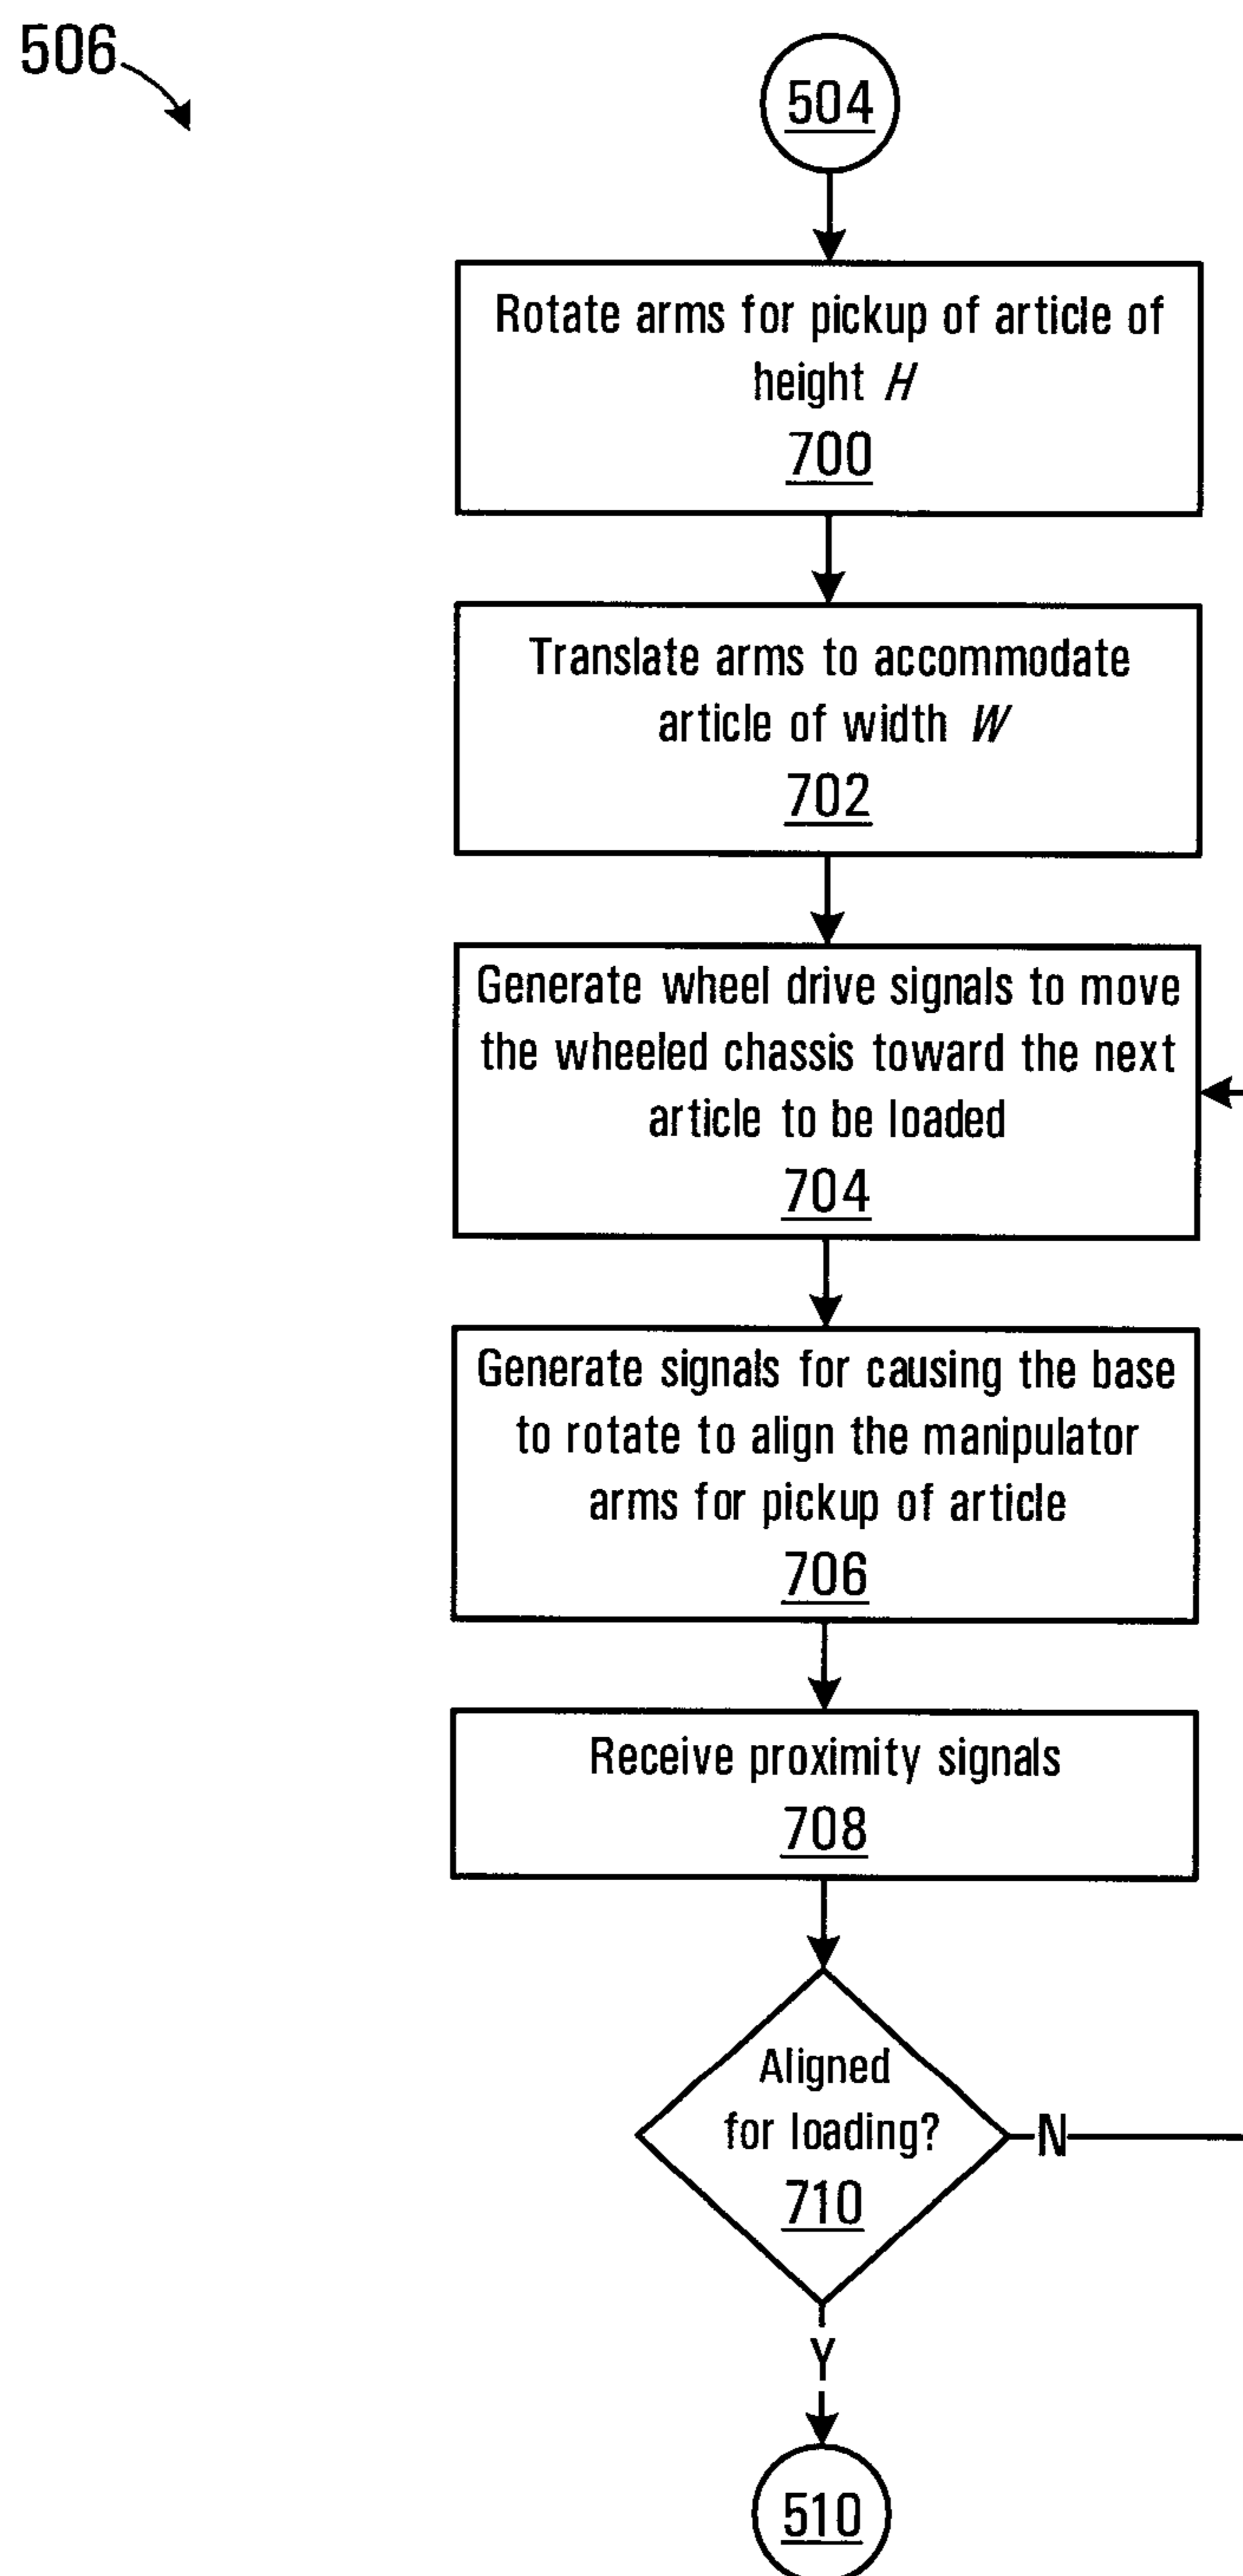 506
504
Rotate arms for pickup of article of
height H
700
Translate arms to accommodate
article of width W
702
Generate wheel drive signals to move
the wheeled chassis toward the next
article to be loaded
704
Generate signals for causing the base
to rotate to align the manipulator
arms for pickup of article
706
Receive proximity signals
708
Aligned
for loading?
710
N
Y
510